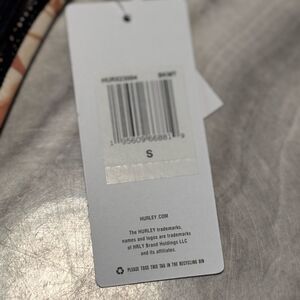 S
HURLEY.COM
The HURLEY trademarks,
names and logos are trademarks
of HRLY Brand Holdings LLC
and its affiliates.
PLEASE TOSS THIS TAG IN THE RECYCLING BIN